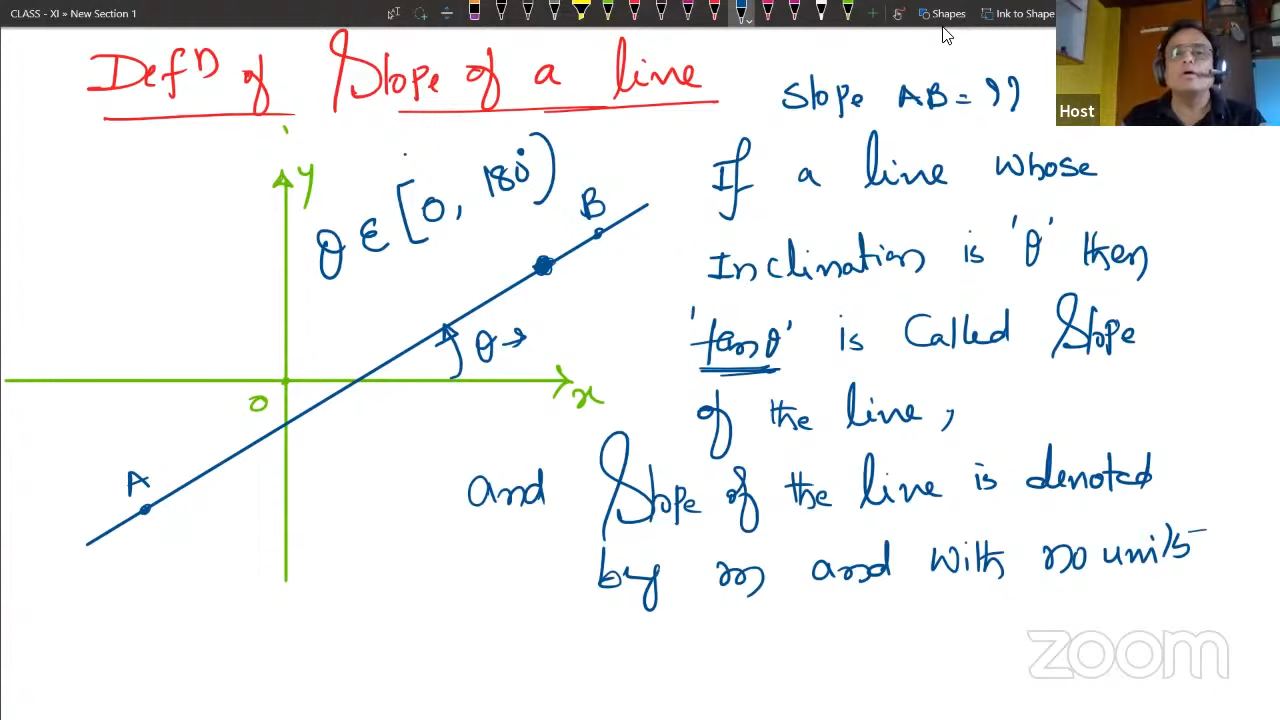 CLASS - XI » New Section 1
Shapes
Ink to Shape
Host
Defn of Slope of a line
Slope AB = ??
If a line whose
Inclination is 'θ' then
'tanθ' is Called Slope
of the line,
and Slope of the line is denoted
by m and with no units
θ ∈ [0, 180°)
y
B
θ →
x
O
A
zoom